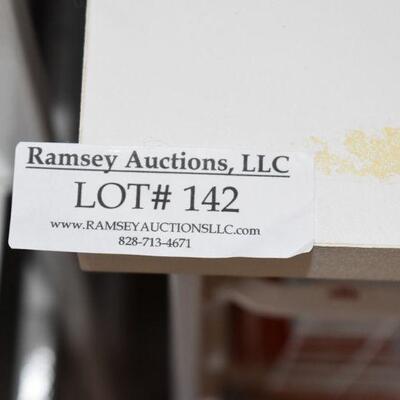 Ramsey Auctions, LLC
LOT# 142
www.RAMSEYAUCTIONSLLC.com
828-713-4671